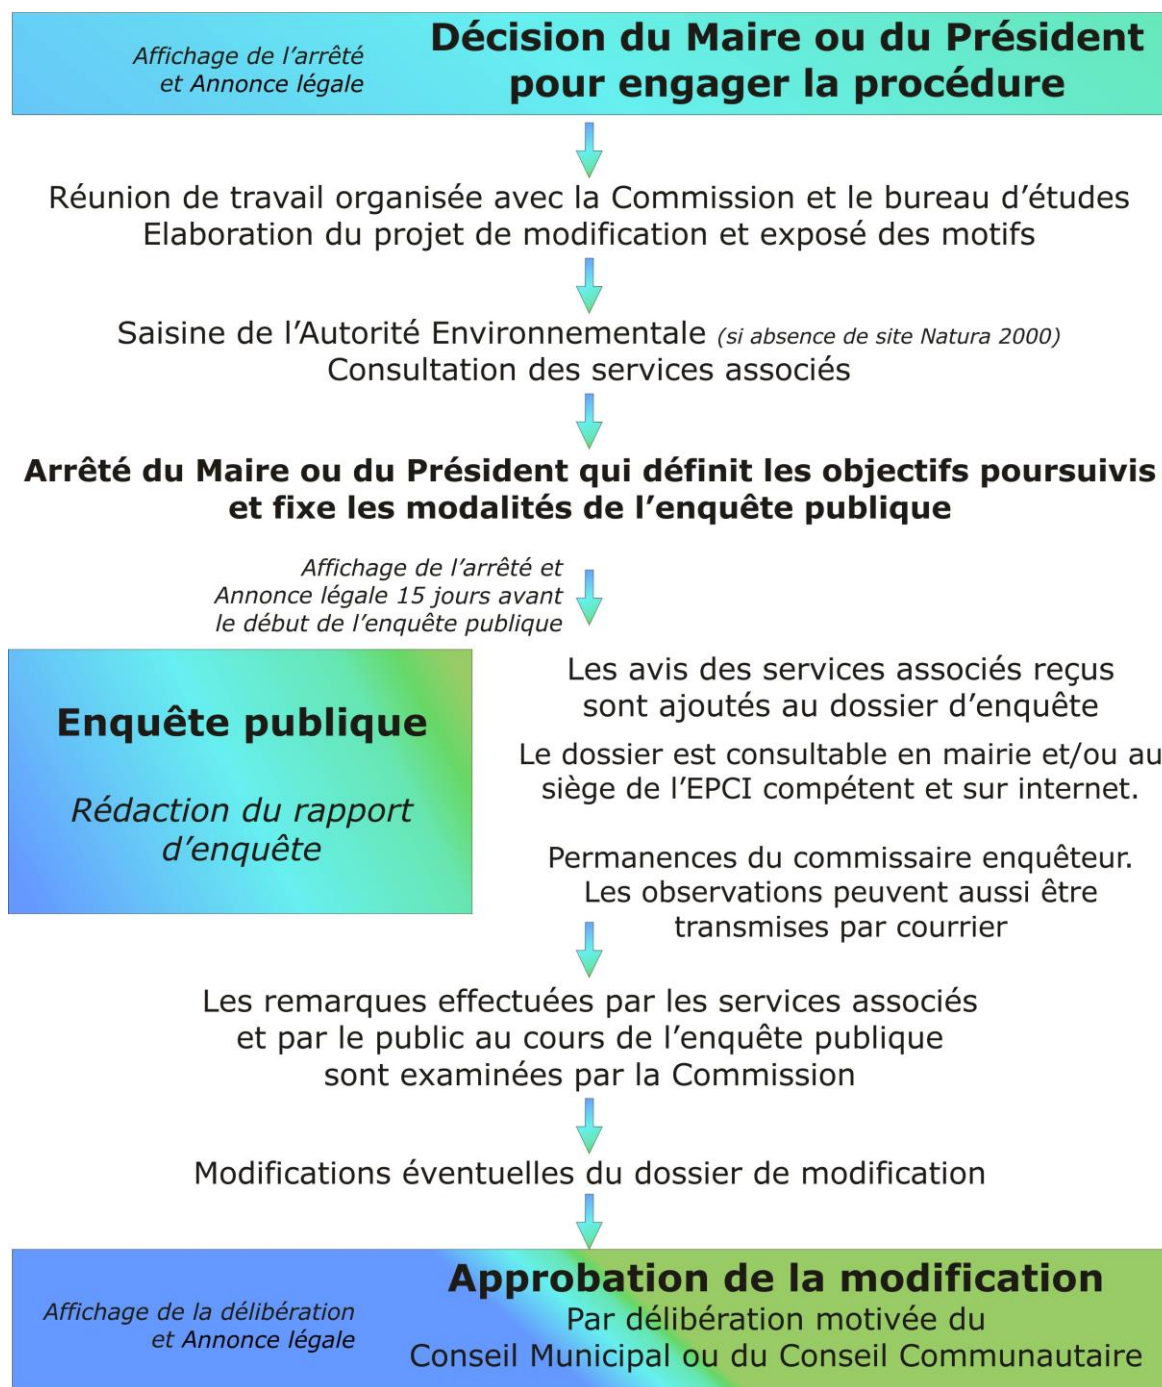 Affichage de l’arrêté
et Annonce légale
Décision du Maire ou du Président
pour engager la procédure
Réunion de travail organisée avec la Commission et le bureau d’études
Elaboration du projet de modification et exposé des motifs
Saisine de l’Autorité Environnementale (si absence de site Natura 2000)
Consultation des services associés
Arrêté du Maire ou du Président qui définit les objectifs poursuivis
et fixe les modalités de l’enquête publique
Affichage de l’arrêté et
Annonce légale 15 jours avant
le début de l’enquête publique
Enquête publique
Rédaction du rapport
d’enquête
Les avis des services associés reçus
sont ajoutés au dossier d’enquête
Le dossier est consultable en mairie et/ou au
siège de l’EPCI compétent et sur internet.
Permanences du commissaire enquêteur.
Les observations peuvent aussi être
transmises par courrier
Les remarques effectuées par les services associés
et par le public au cours de l’enquête publique
sont examinées par la Commission
Modifications éventuelles du dossier de modification
Affichage de la délibération
et Annonce légale
Approbation de la modification
Par délibération motivée du
Conseil Municipal ou du Conseil Communautaire